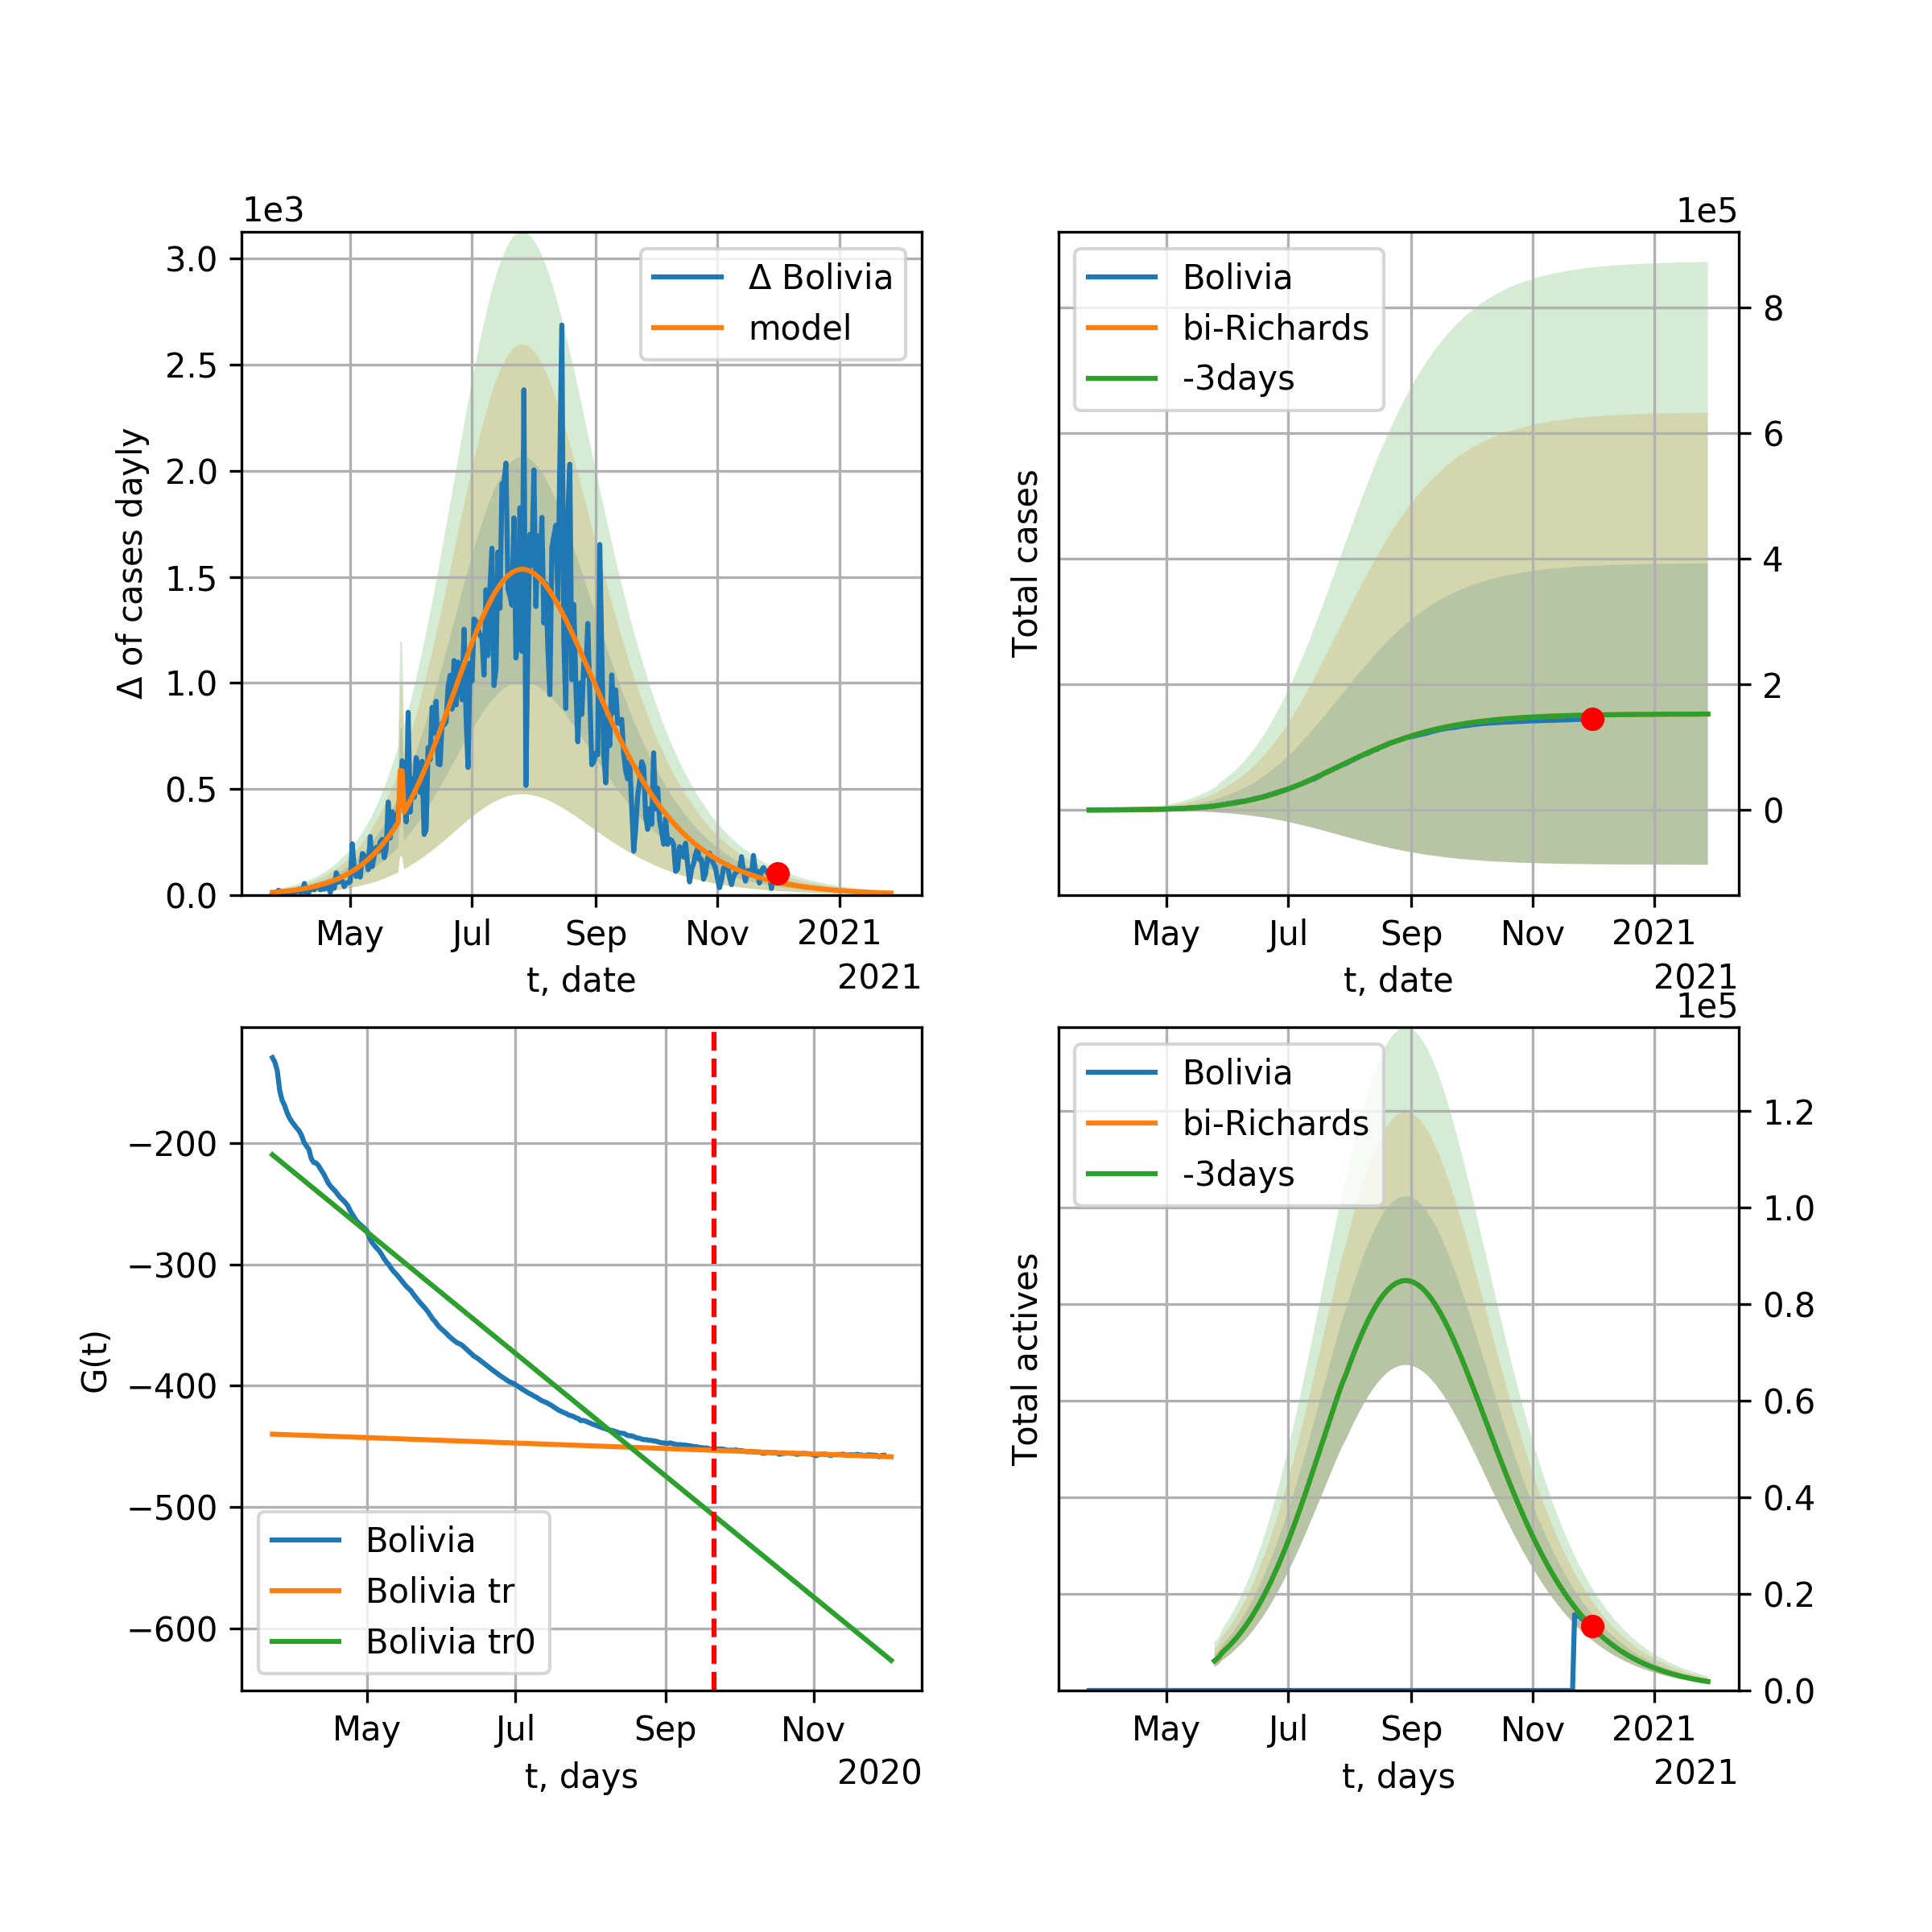 1e3
3.0
2.5
2.0
1.5
1.0
0.5
0.0
Δ of cases dayly
Δ Bolivia
model
May Jul Sep Nov 2021
t, date
2021
1e5
Total cases
Bolivia
bi-Richards
-3days
8
6
4
2
0
May Jul Sep Nov 2021
t, date
2021
−200
−300
−400
−500
−600
G(t)
Bolivia
Bolivia tr
Bolivia tr0
May Jul Sep Nov
t, days
2020
1e5
Total actives
Bolivia
bi-Richards
-3days
1.2
1.0
0.8
0.6
0.4
0.2
0.0
May Jul Sep Nov 2021
t, days
2021